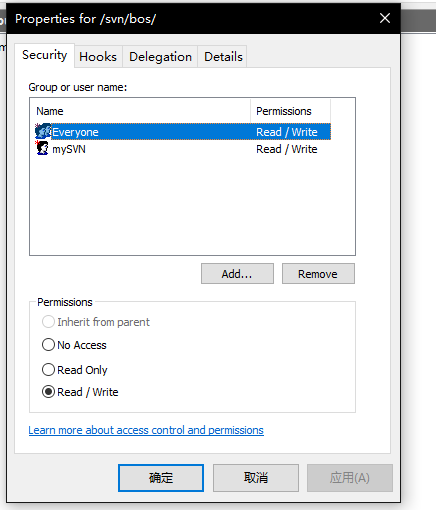 Properties for /svn/bos/
Security Hooks Delegation Details
Group or user name:
Name Permissions
Everyone Read / Write
mySVN Read / Write
Add... Remove
Permissions
Inherit from parent
No Access
Read Only
Read / Write
Learn more about access control and permissions
确定 取消 应用(A)